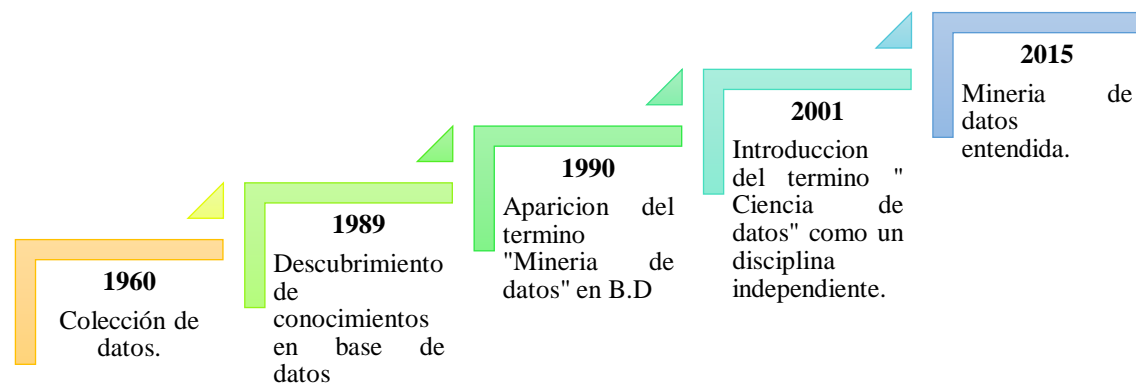 1960
Colección de
datos.
1989
Descubrimiento
de
conocimientos
en base de
datos
1990
Aparicion del
termino
"Mineria de
datos" en B.D
2001
Introduccion
del termino "
Ciencia de
datos" como un
disciplina
independiente.
2015
Mineria de
datos
entendida.